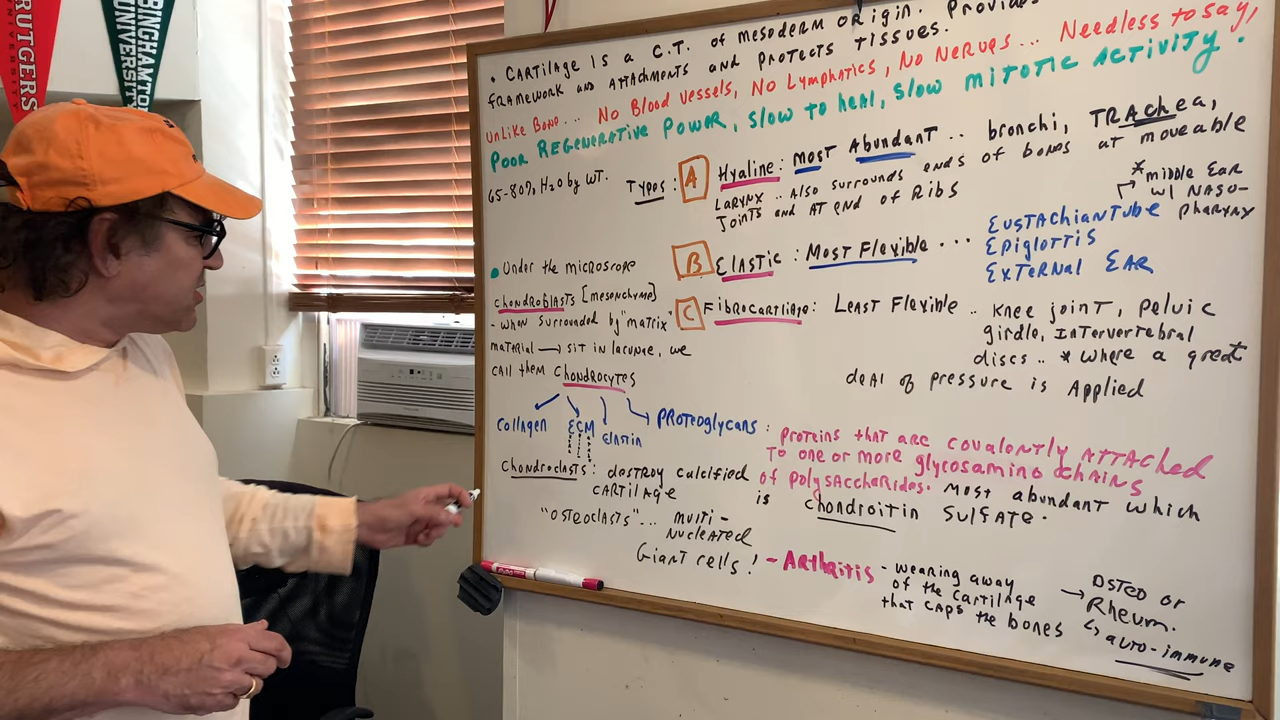 RUTGERS
UNIVERSITY
BINGHAMTON
UNIVERSITY
• CARTILAGE IS A C.T. OF MESODERM ORIGIN.
FRAMEWORK AND ATTACHMENTS AND PROTECTS TISSUES.
UNLIKE BONE... NO BLOOD VESSELS, NO LYMPHATICS, NO NERVES... NEEDLESS TO SAY,
POOR REGENERATIVE POWER, SLOW TO HEAL, SLOW MITOTIC ACTIVITY.
65-80% H2O by WT.
TYPES: A HYALINE: MOST ABUNDANT.. bronchi, TRACHEA,
LARYNX.. ALSO SURROUNDS ENDS OF BONES AT MOVEABLE
JOINTS AND AT END OF RIBS
B ELASTIC: MOST FLEXIBLE...
EUSTACHIAN TUBE
* MIDDLE EAR
W/ NASO-
PHARYNX
EPIGLOTTIS
EXTERNAL EAR
C FIBROCARTILAGE: LEAST FLEXIBLE.. KNEE JOINT, PELVIC
GIRDLE, INTERVERTEBRAL
DISCS.. * WHERE A GREAT
DEAL OF PRESSURE IS APPLIED
• UNDER THE MICROSCOPE
CHONDROBLASTS [MESENCHYME]
- WHEN SURROUNDED BY "MATRIX"
MATERIAL → SIT IN LACUNAE, WE
CALL THEM CHONDROCYTES
COLLAGEN
ECM
ELASTIN
PROTEOGLYCANS: PROTEINS THAT ARE COVALONTLY ATTACHED
TO ONE OR MORE GLYCOSAMINO CHAINS
OF POLYSACCHARIDES. MOST ABUNDANT WHICH
IS CHONDROITIN SULFATE.
CHONDROCLASTS: DESTROY CALCIFIED
CARTILAGE
"OSTEOCLASTS"... MULTI-
NUCLEATED
GIANT CELLS!
- ARTHRITIS - WEARING AWAY
OF THE CARTILAGE
THAT CAPS THE BONES
→ OSTEO OR
RHEUM.
↳ AUTO-IMMUNE